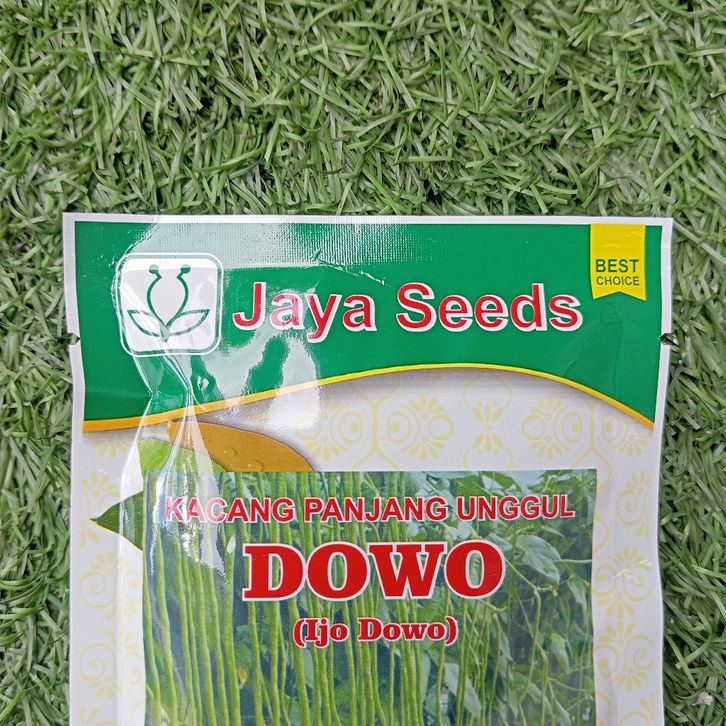 BEST
CHOICE
Jaya Seeds
KACANG PANJANG UNGGUL
DOWO
(Ijo Dowo)